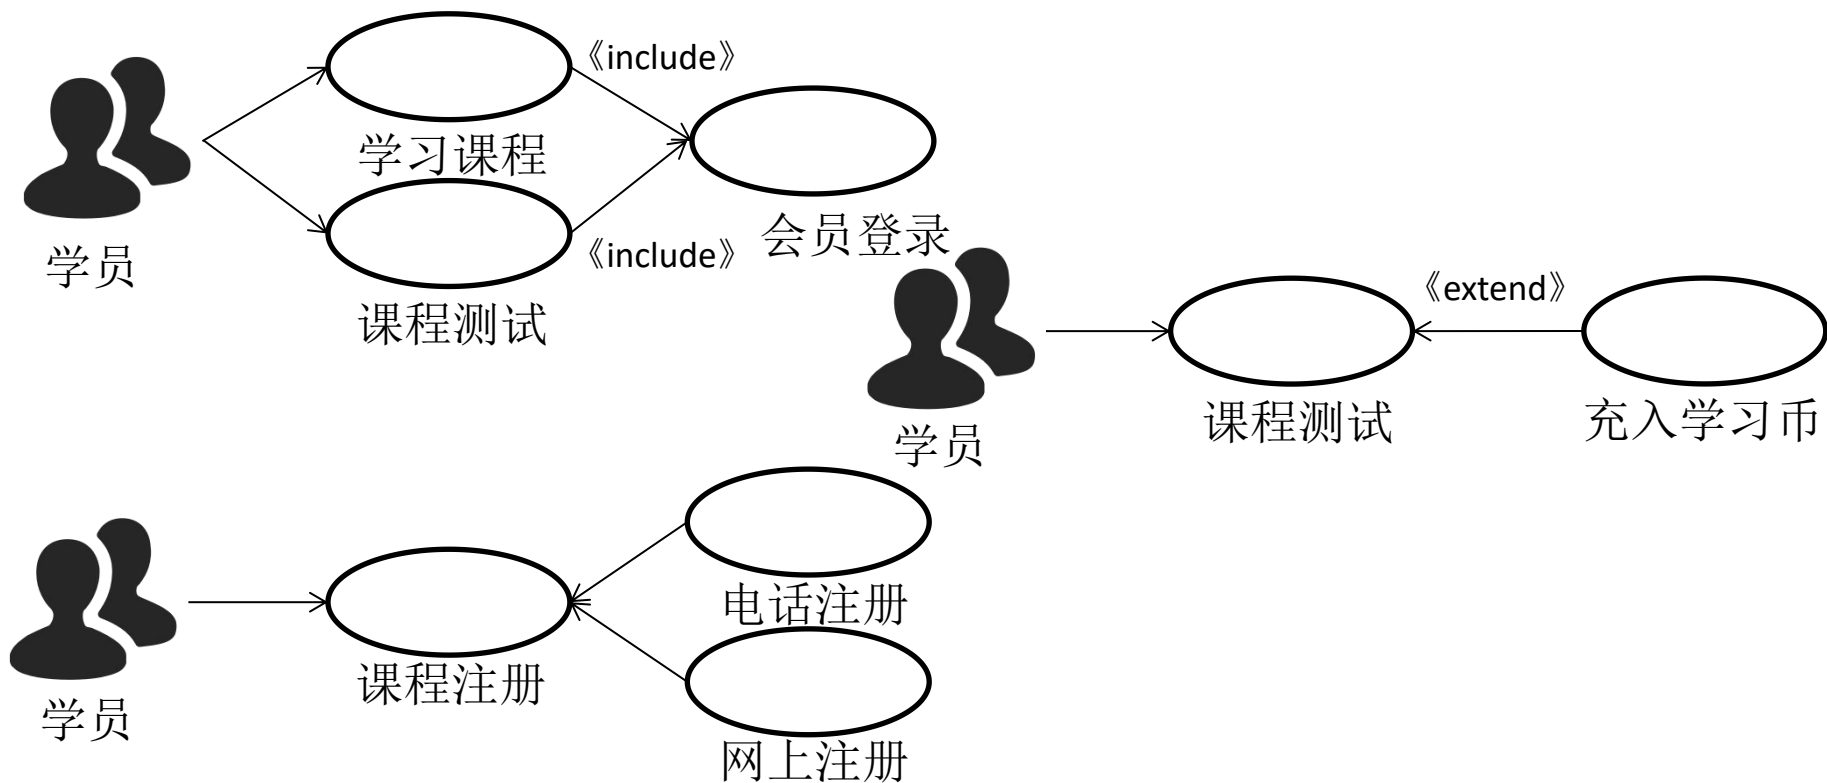 《include》
学习课程
学员
会员登录
《include》
课程测试
《extend》
学员
课程测试
充入学习币
电话注册
学员
课程注册
网上注册